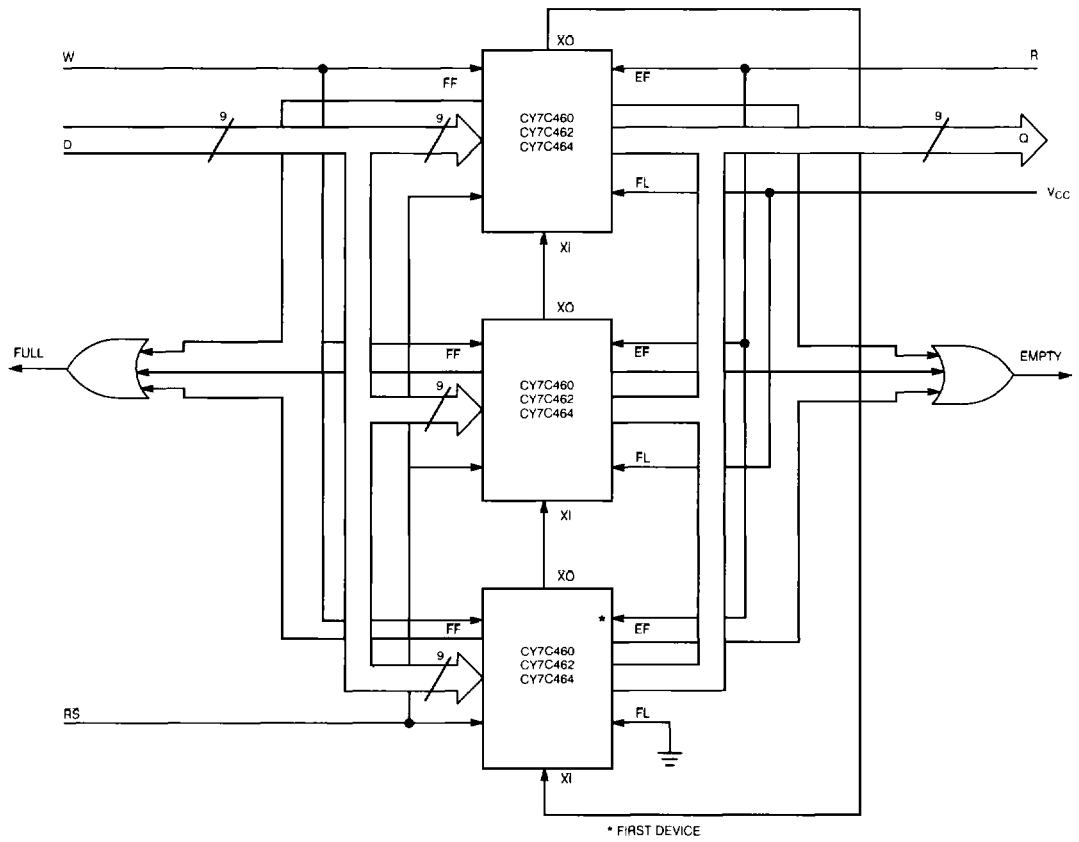 XO
W
R
FF
EF
9
9
CY7C460
CY7C462
CY7C464
9
Q
D
FL
VCC
XI
XO
FULL
FF
EF
EMPTY
9
CY7C460
CY7C462
CY7C464
FL
XI
XO
*
FF
EF
9
CY7C460
CY7C462
CY7C464
RS
FL
XI
* FIRST DEVICE